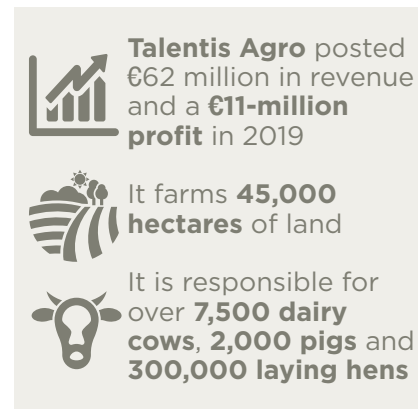 Talentis Agro posted
€62 million in revenue
and a €11-million
profit in 2019
It farms 45,000
hectares of land
It is responsible for
over 7,500 dairy
cows, 2,000 pigs and
300,000 laying hens